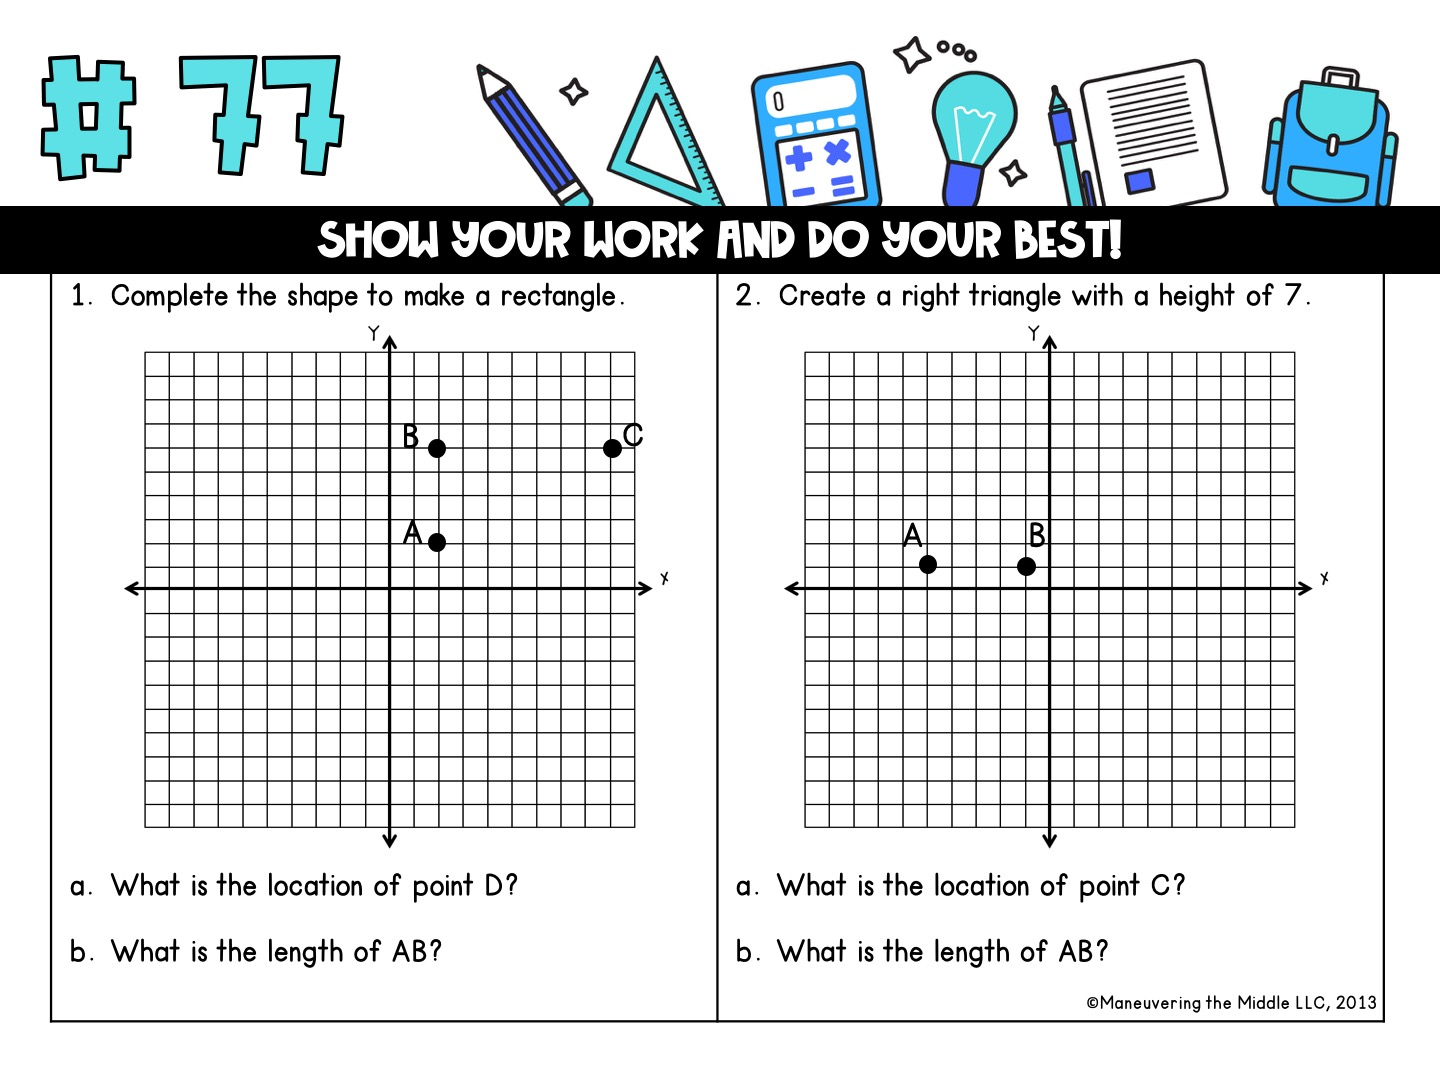 # 77
SHOW YOUR WORK AND DO YOUR BEST!
1. Complete the shape to make a rectangle.
Y
B
C
A
X
a. What is the location of point D?
b. What is the length of AB?
2. Create a right triangle with a height of 7.
Y
A
B
X
a. What is the location of point C?
b. What is the length of AB?
©Maneuvering the Middle LLC, 2013